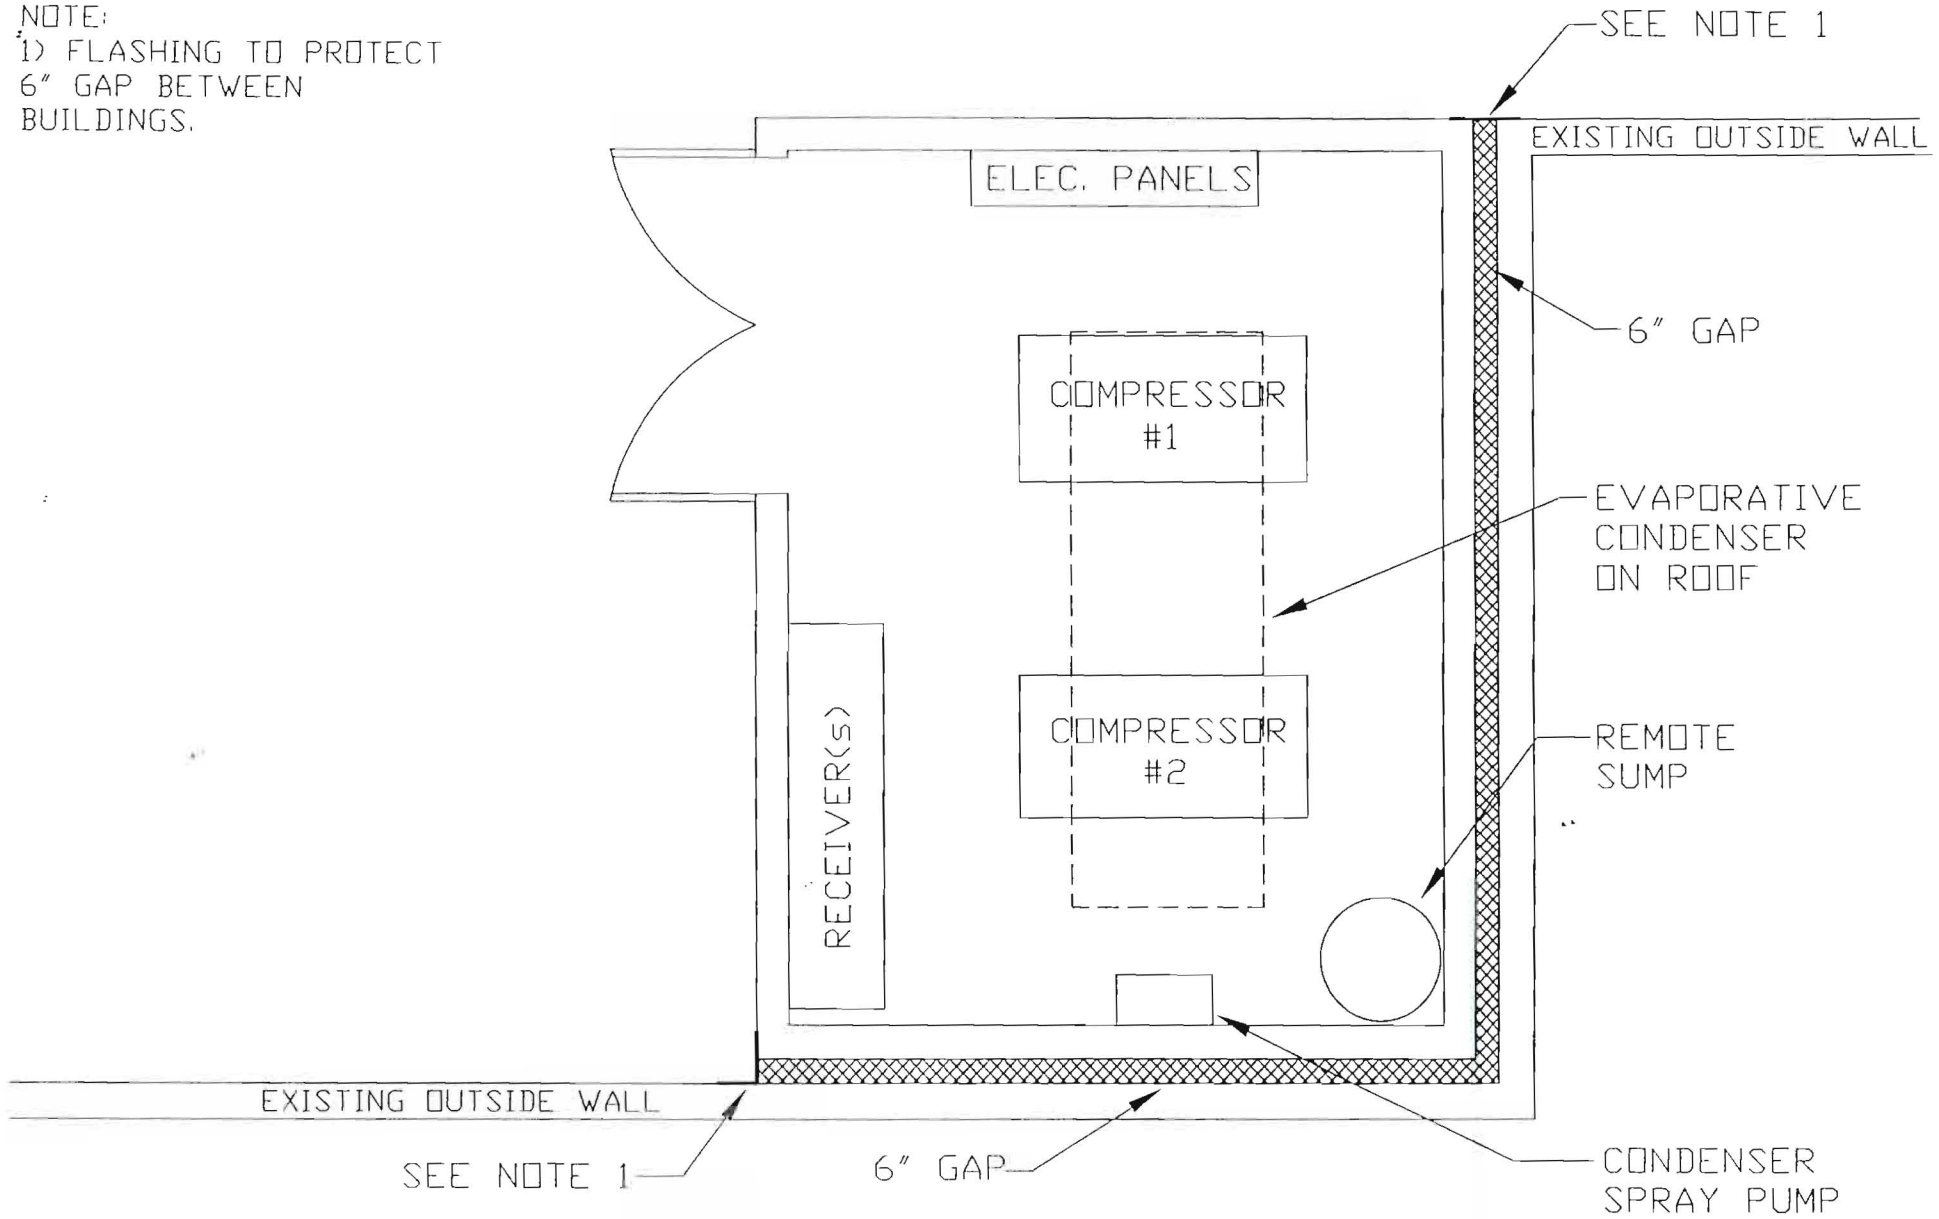 NOTE:
1) FLASHING TO PROTECT
6" GAP BETWEEN
BUILDINGS.
SEE NOTE 1
EXISTING OUTSIDE WALL
ELEC. PANELS
6" GAP
COMPRESSOR
#1
EVAPORATIVE
CONDENSER
ON ROOF
RECEIVER(s)
COMPRESSOR
#2
REMOTE
SUMP
EXISTING OUTSIDE WALL
SEE NOTE 1
6" GAP
CONDENSER
SPRAY PUMP